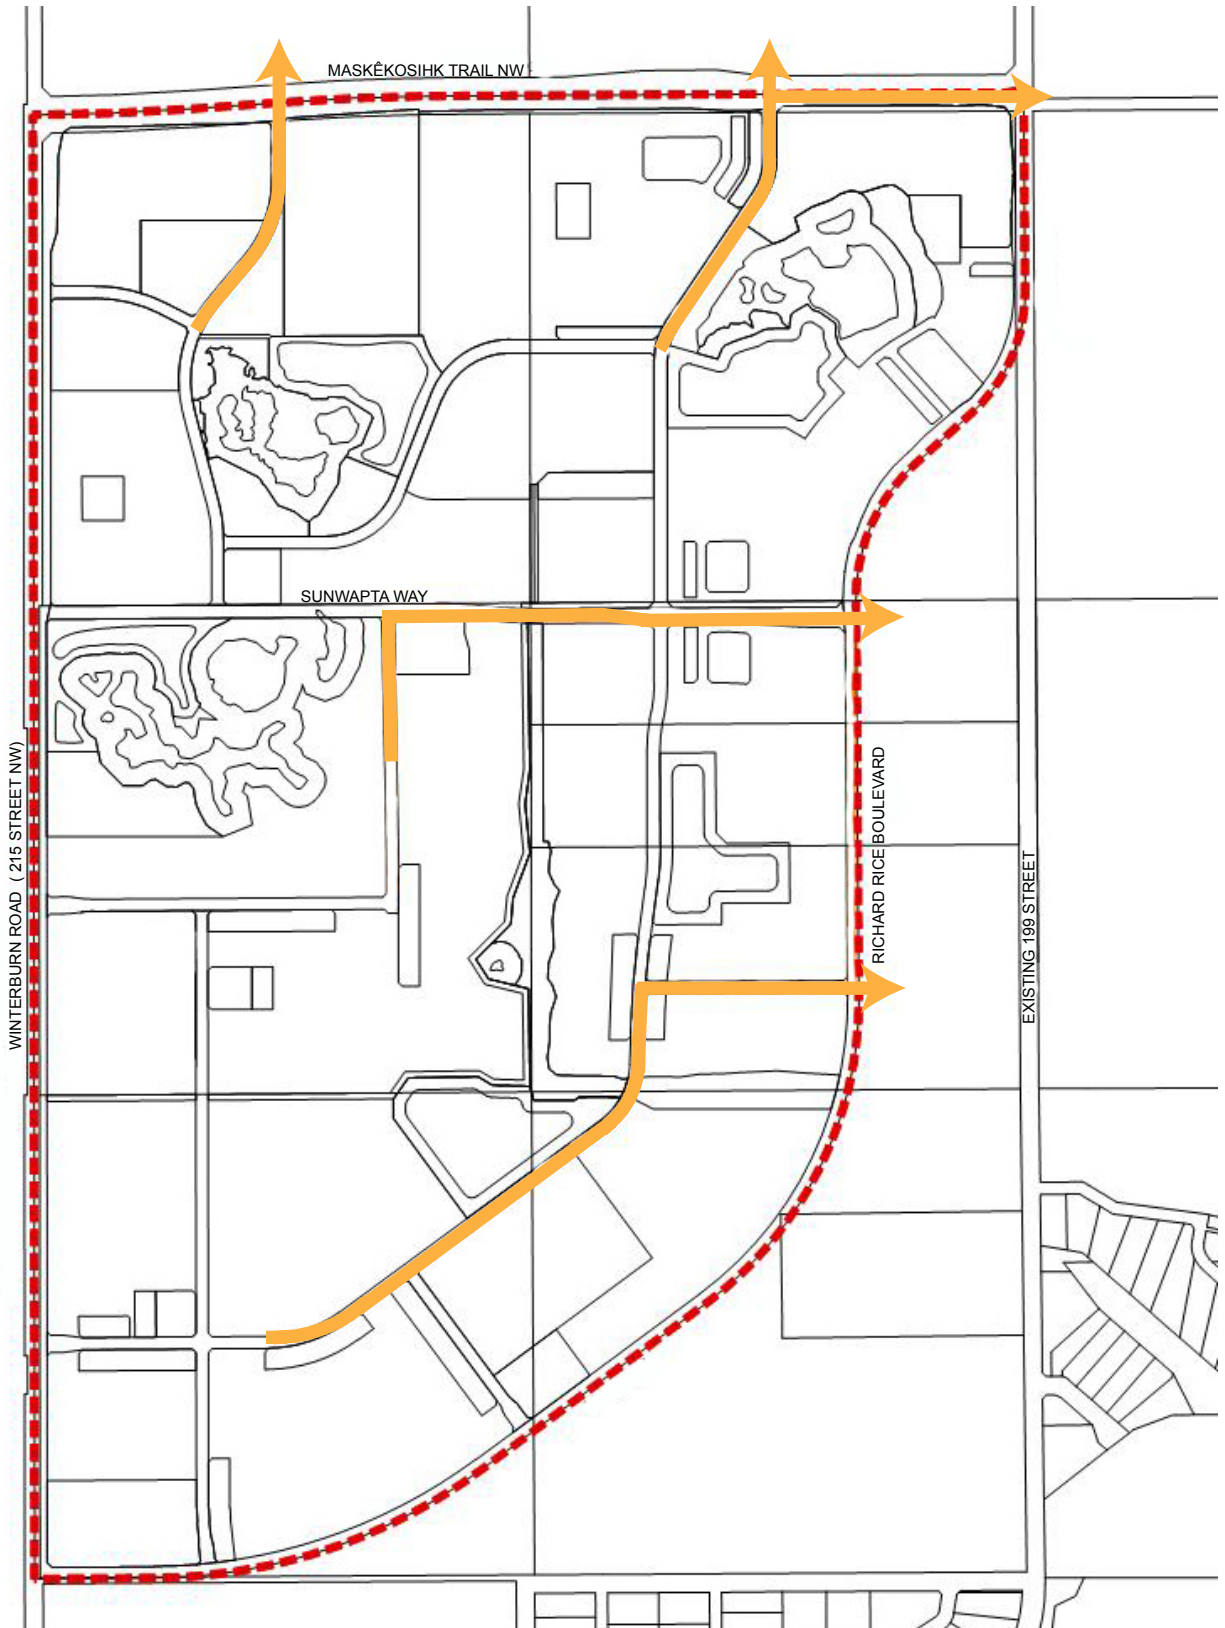 MASKÊKOSIHK TRAIL NW
SUNWAPTA WAY
WINTERBURN ROAD ( 215 STREET NW)
RICHARD RICE BOULEVARD
EXISTING 199 STREET